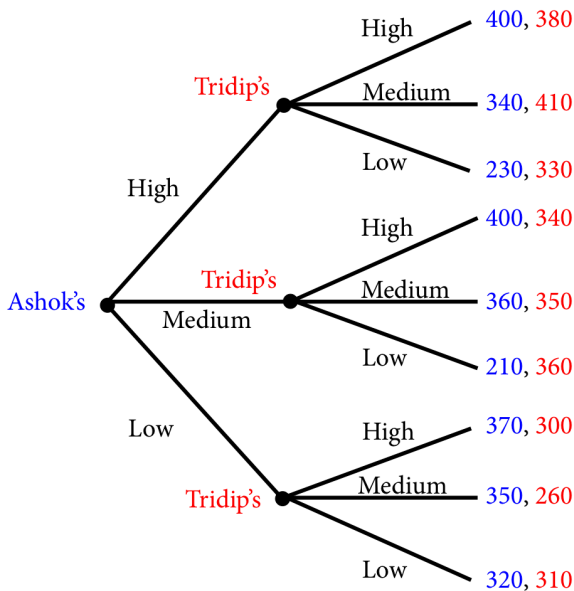 High
400, 380
Tridip's
Medium
340, 410
Low
230, 330
High
High
400, 340
Tridip's
Ashok's
Medium
Medium
360, 350
Low
210, 360
Low
High
370, 300
Tridip's
Medium
350, 260
Low
320, 310